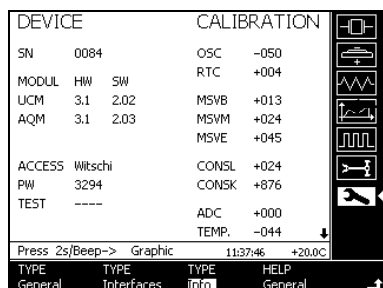 DEVICE CALIBRATION
SN 0084 OSC -050
RTC +004
MODUL HW SW
UCM 3.1 2.02 MSVB +013
AQM 3.1 2.03 MSVM +024
MSVE +045
ACCESS Witschi CONSL +024
PW 3294 CONSK +876
TEST ----
ADC +000
TEMP. -044
Press 2s/Beep-> Graphic 11:37:46 +20.0C
TYPE TYPE TYPE HELP
General Interfaces Info General